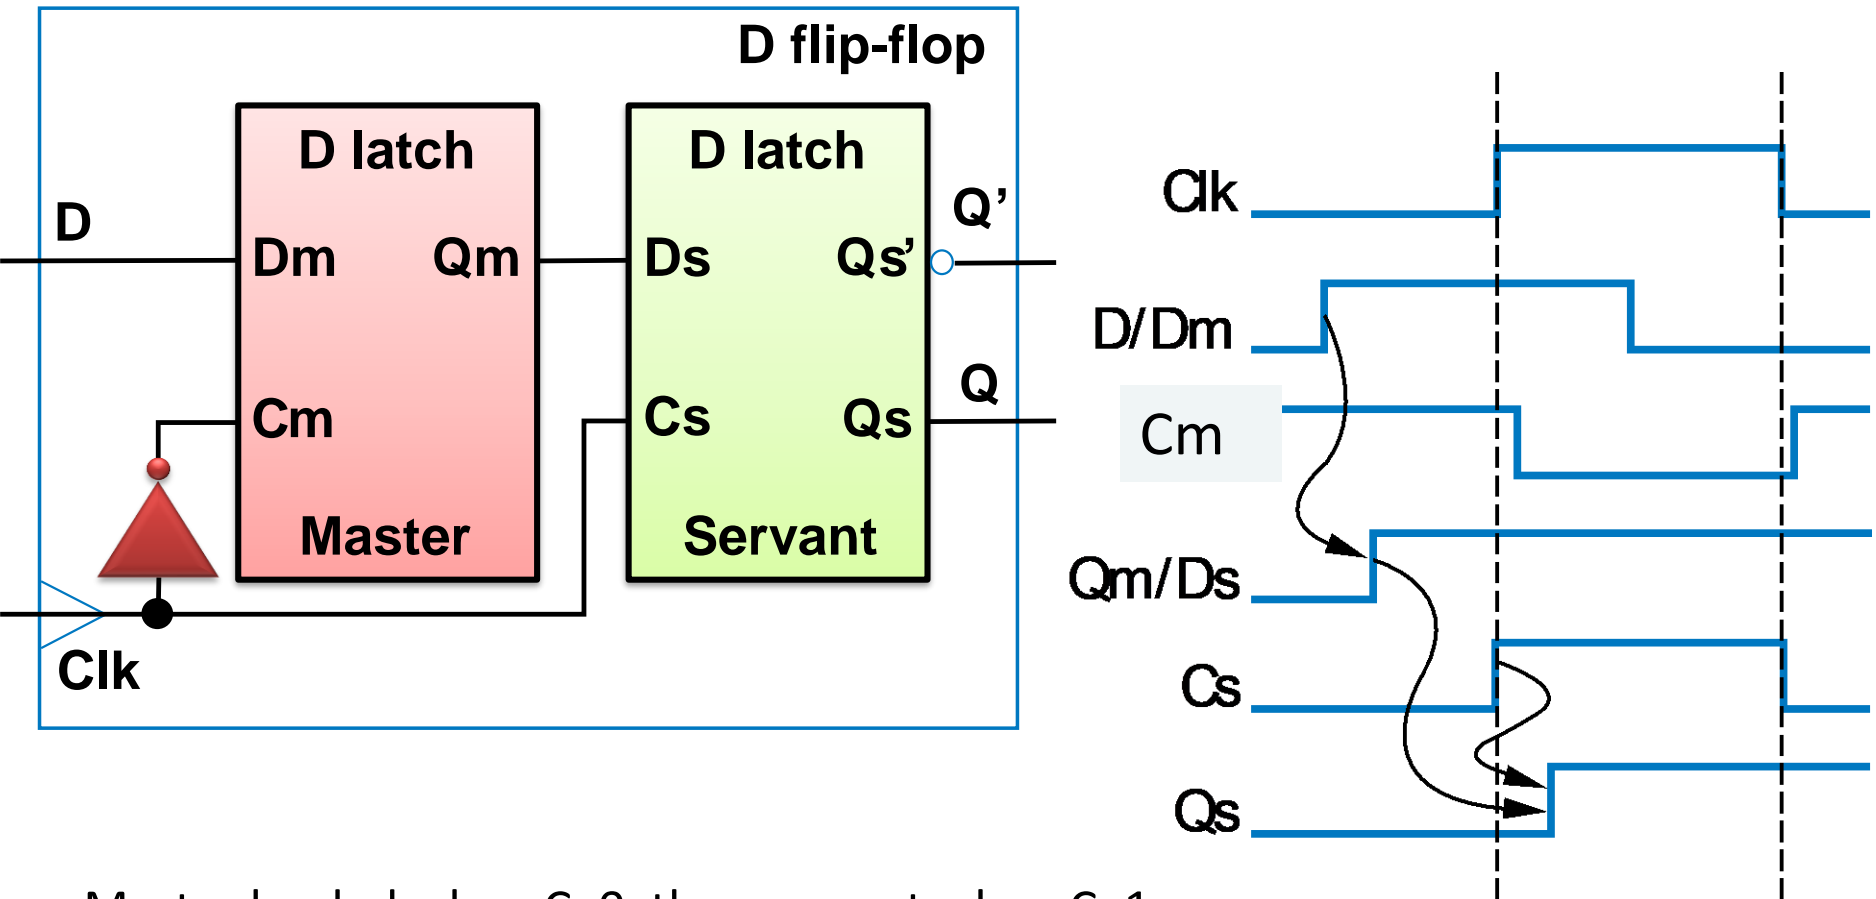 D flip-flop
D latch
D latch
D
Dm
Qm
Ds
Qs’
Q’
Cm
Cs
Qs
Q
Master
Servant
Clk
Clk
D/Dm
Cm
Qm/Ds
Cs
Qs